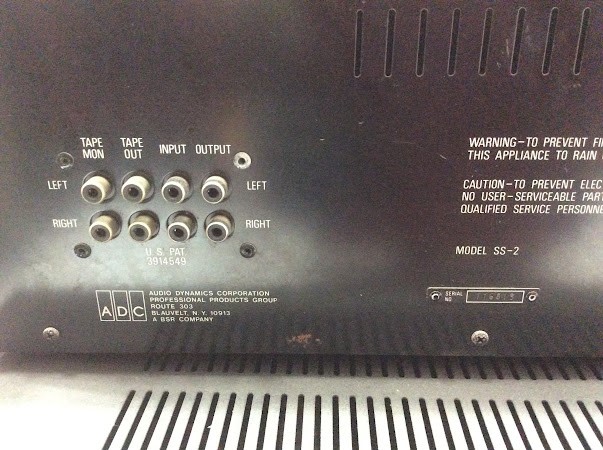 TAPE MON
TAPE OUT
INPUT
OUTPUT
LEFT
LEFT
RIGHT
RIGHT
U.S. PAT.
3914549
ADC
AUDIO DYNAMICS CORPORATION
PROFESSIONAL PRODUCTS GROUP
ROUTE 303
BLAUVELT, N.Y. 10913
A BSR COMPANY
WARNING-TO PREVENT FI
THIS APPLIANCE TO RAIN
CAUTION-TO PREVENT ELEC
NO USER-SERVICEABLE PART
QUALIFIED SERVICE PERSONNE
MODEL SS-2
SERIAL
NO